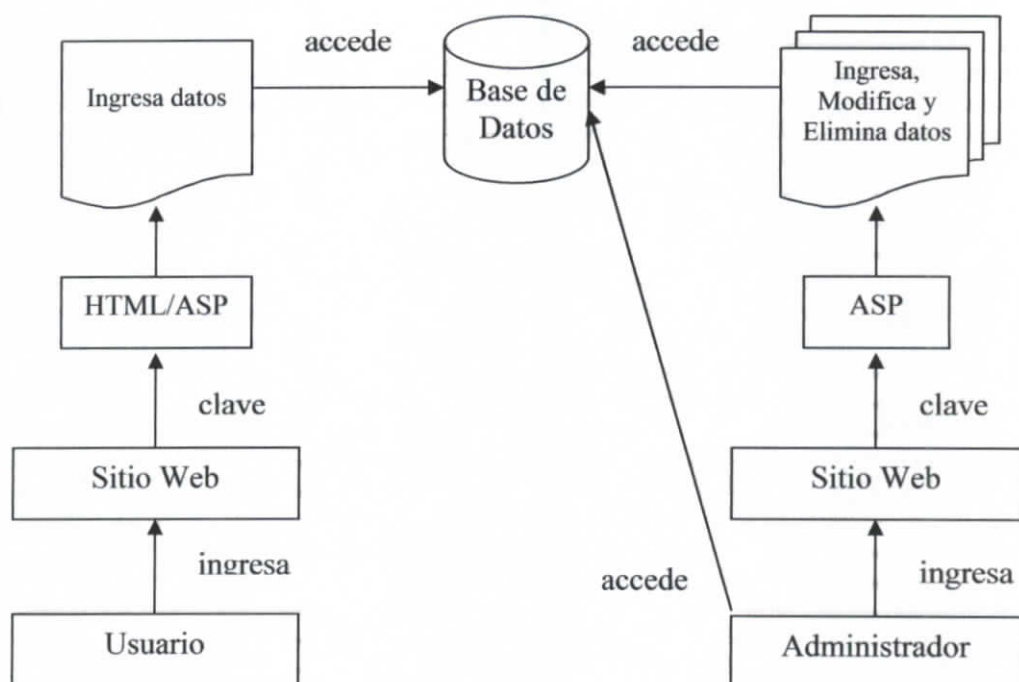 accede
accede
Ingresa datos
Base de
Datos
Ingresa,
Modifica y
Elimina datos
HTML/ASP
ASP
clave
clave
Sitio Web
Sitio Web
ingresa
ingresa
accede
Usuario
Administrador